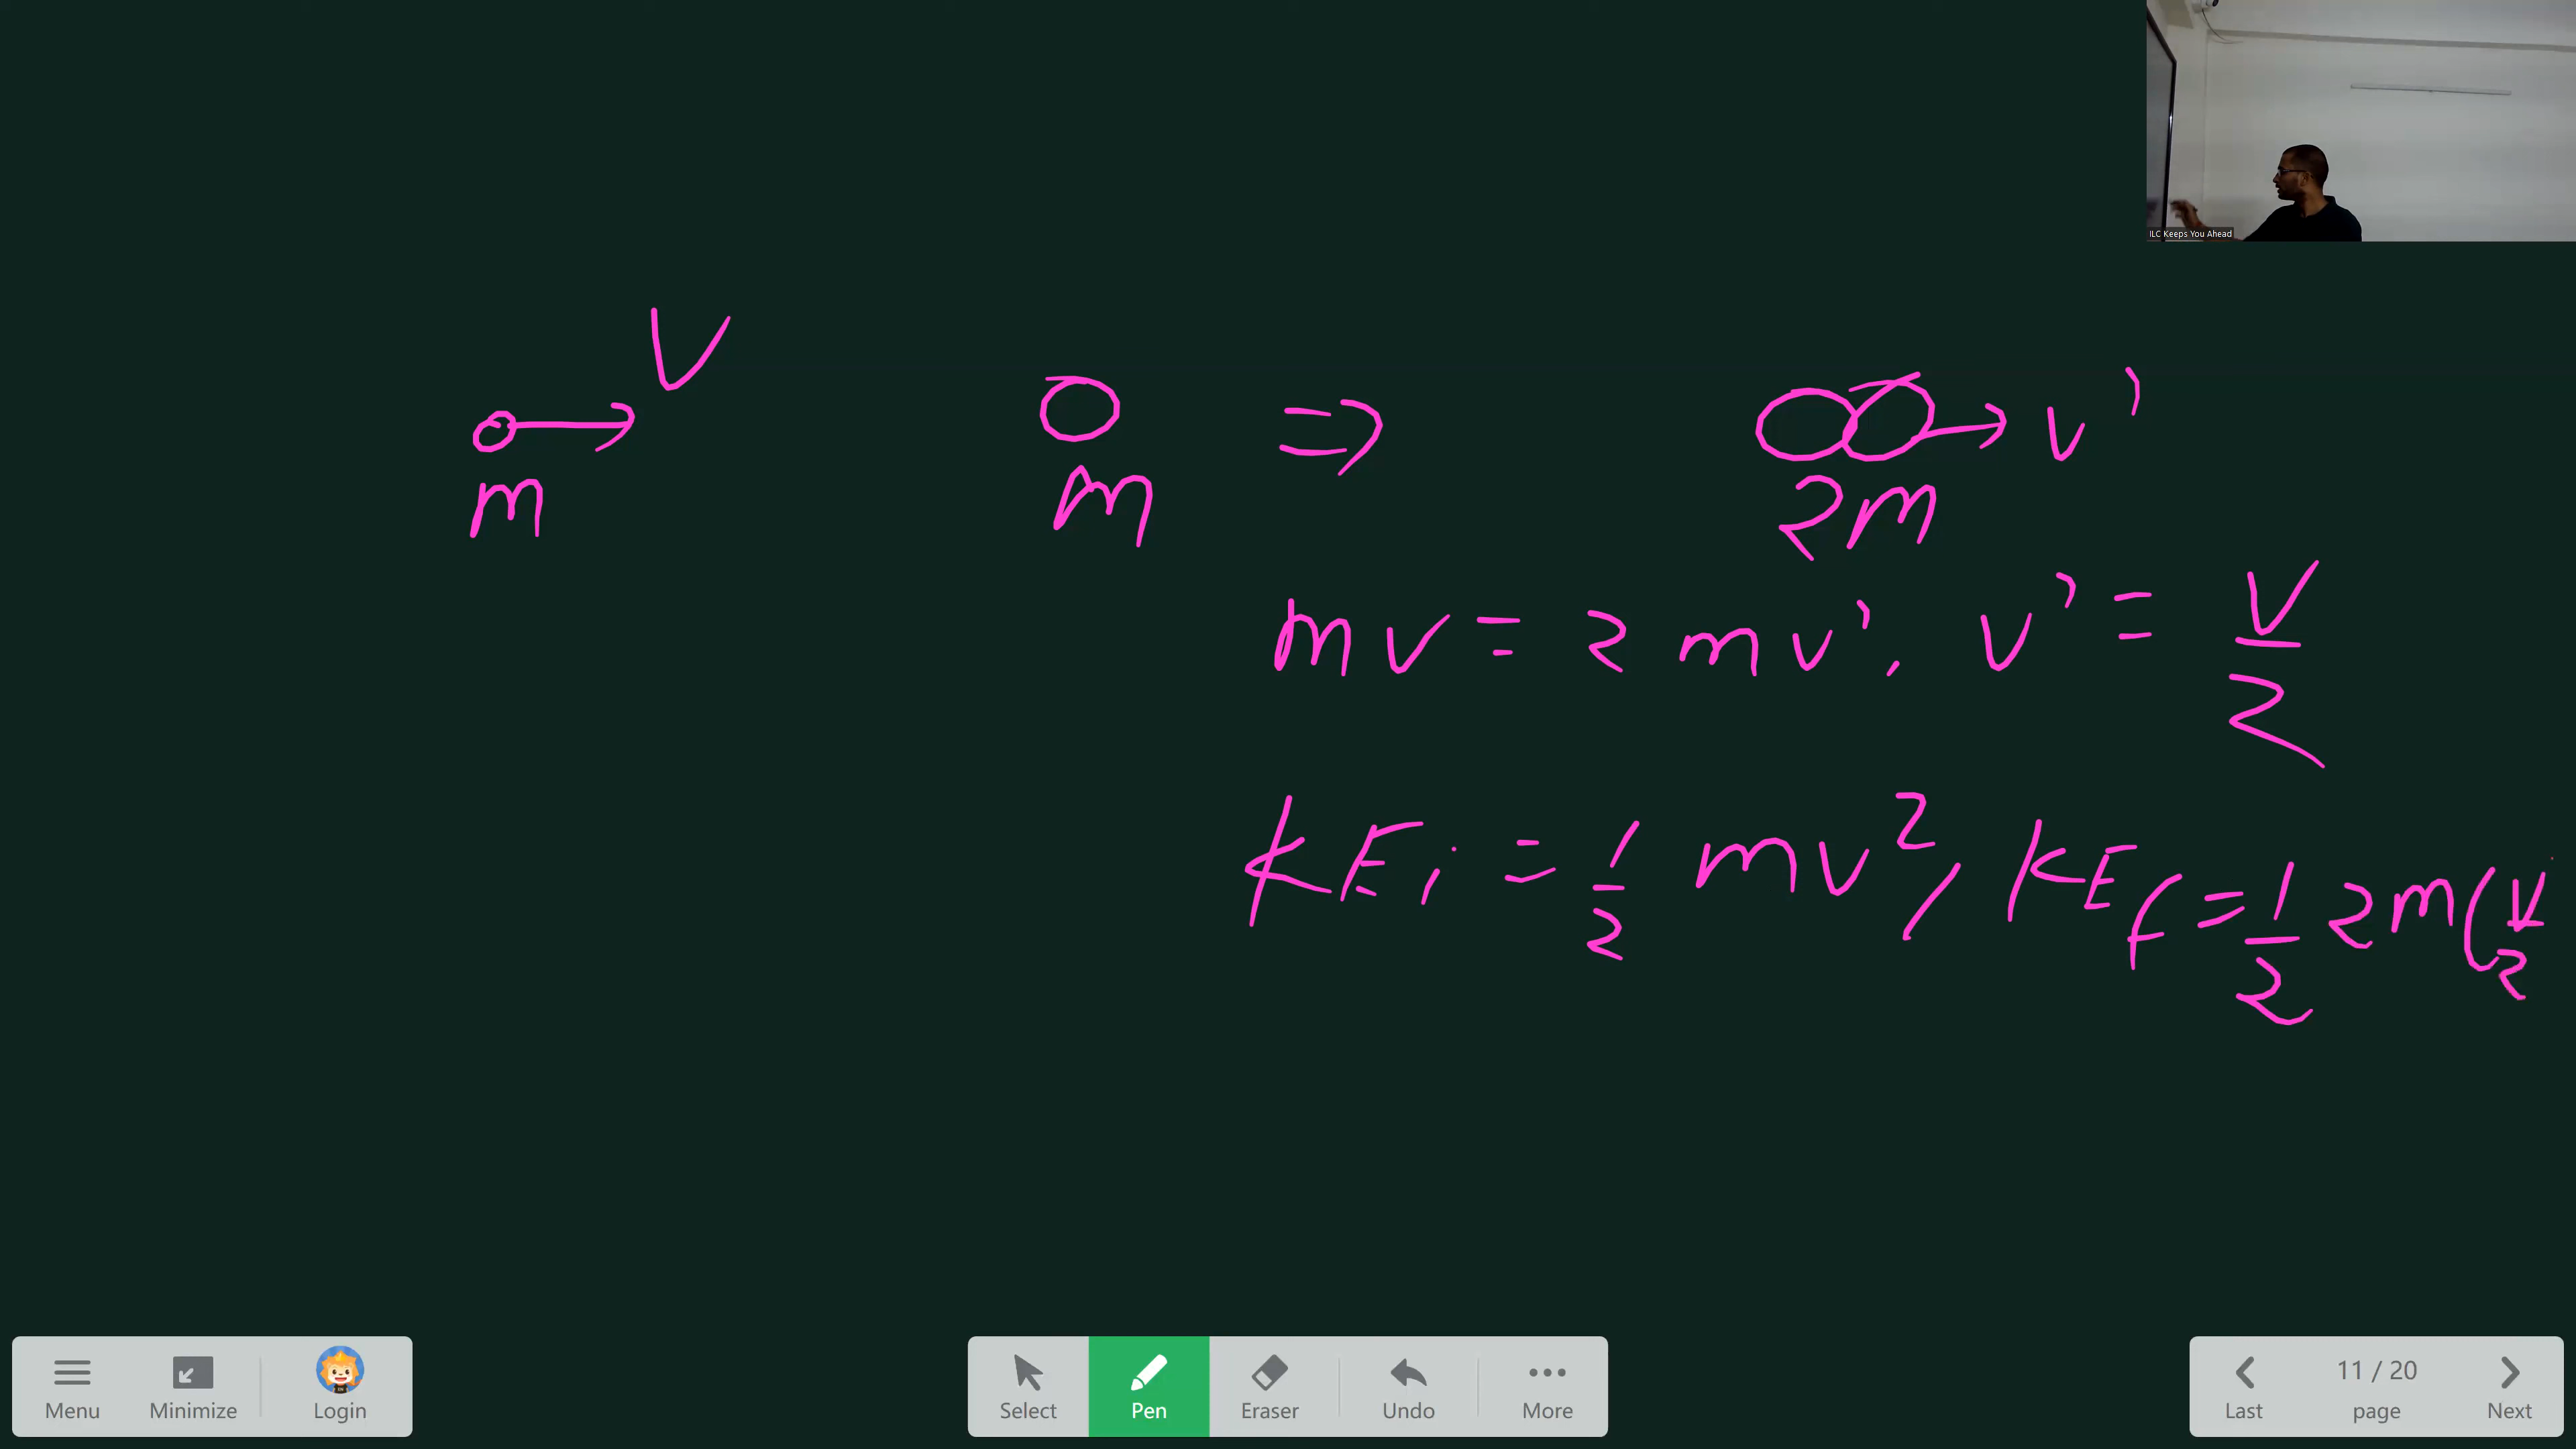 ILC Keeps You Ahead
V
m
m
⇒
v'
2m
mv = 2mv', v' = V/2
KEi = 1/2 mv², KEf = 1/2 2m(V/2
Menu
Minimize
Login
Select
Pen
Eraser
Undo
More
Last
11 / 20
page
Next